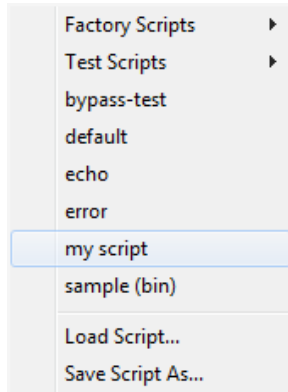 Factory Scripts
Test Scripts
bypass-test
default
echo
error
my script
sample (bin)
Load Script...
Save Script As...